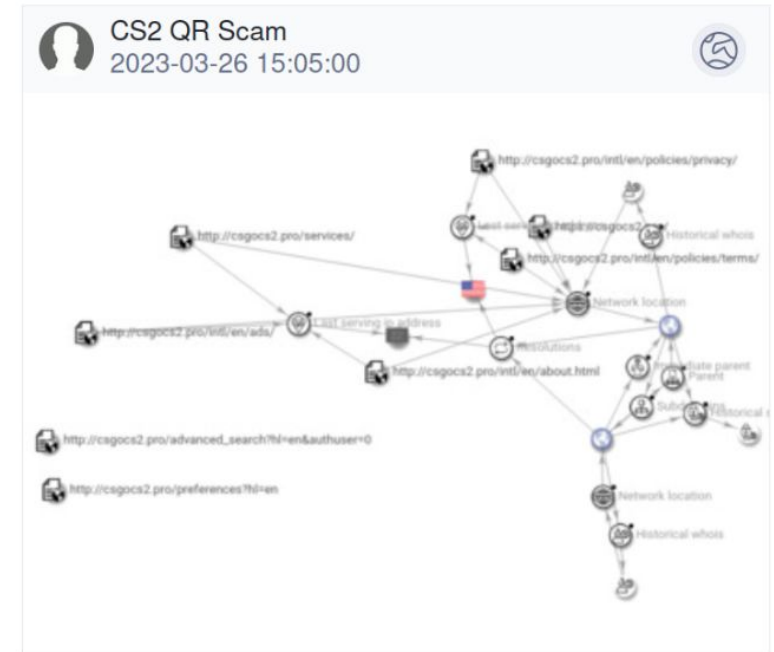 CS2 QR Scam
2023-03-26 15:05:00
http://csgocs2.pro/intl/en/policies/privacy/
http://csgocs2.pro/services/
Historical whois
http://csgocs2.pro/intl/en/policies/terms/
Network location
http://csgocs2.pro/intl/en/ads/
Last serving ip address
Resolutions
http://csgocs2.pro/intl/en/about.html
Immediate parent
Parent
Historical
http://csgocs2.pro/advanced_search?hl=en&authuser=0
http://csgocs2.pro/preferences?hl=en
Network location
Historical whois